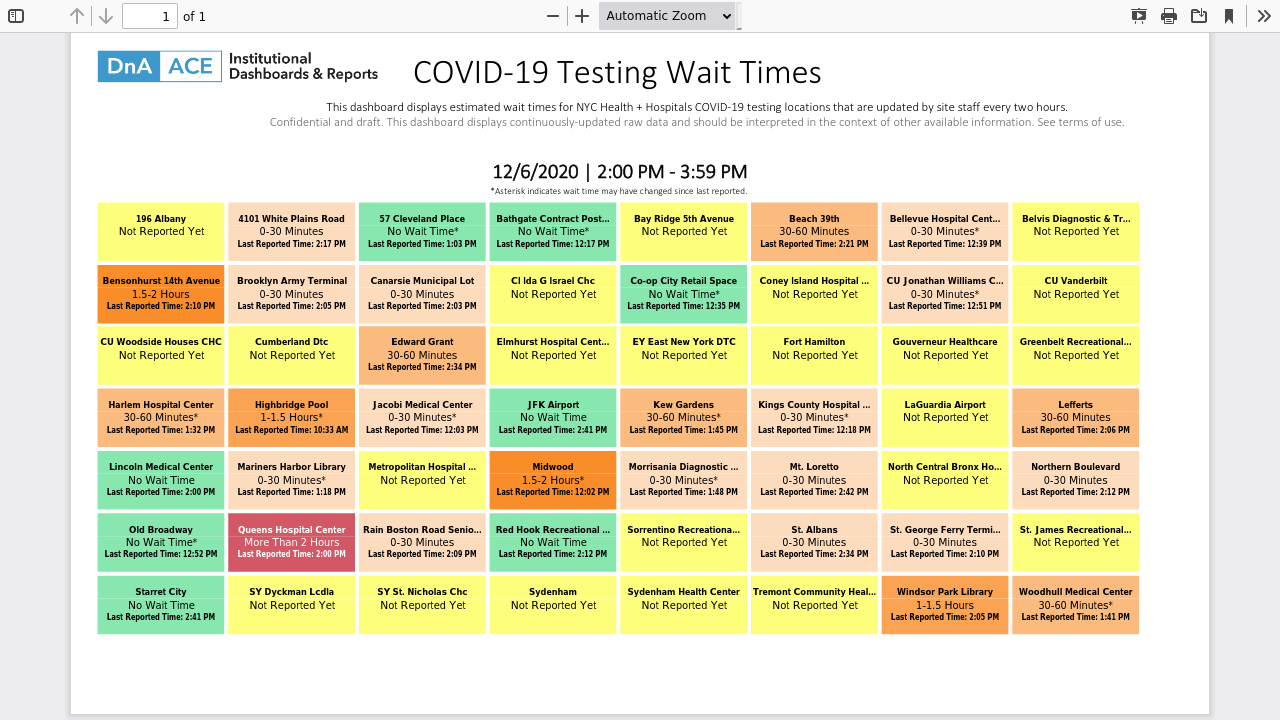 1 of 1 Automatic Zoom
DnA ACE Institutional
Dashboards & Reports
COVID-19 Testing Wait Times
This dashboard displays estimated wait times for NYC Health + Hospitals COVID-19 testing locations that are updated by site staff every two hours.
Confidential and draft. This dashboard displays continuously-updated raw data and should be interpreted in the context of other available information. See terms of use.
12/6/2020 | 2:00 PM - 3:59 PM
*Asterisk indicates wait time may have changed since last reported.
196 Albany
Not Reported Yet
4101 White Plains Road
0-30 Minutes
Last Reported Time: 2:17 PM
57 Cleveland Place
No Wait Time*
Last Reported Time: 1:03 PM
Bathgate Contract Post...
No Wait Time*
Last Reported Time: 12:17 PM
Bay Ridge 5th Avenue
Not Reported Yet
Beach 39th
30-60 Minutes
Last Reported Time: 2:21 PM
Bellevue Hospital Cent...
0-30 Minutes*
Last Reported Time: 12:39 PM
Belvis Diagnostic & Tr...
Not Reported Yet
Bensonhurst 14th Avenue
1.5-2 Hours
Last Reported Time: 2:10 PM
Brooklyn Army Terminal
0-30 Minutes
Last Reported Time: 2:05 PM
Canarsie Municipal Lot
0-30 Minutes
Last Reported Time: 2:03 PM
Cl Ida G Israel Chc
Not Reported Yet
Co-op City Retail Space
No Wait Time*
Last Reported Time: 12:35 PM
Coney Island Hospital ...
Not Reported Yet
CU Jonathan Williams C...
0-30 Minutes*
Last Reported Time: 12:51 PM
CU Vanderbilt
Not Reported Yet
CU Woodside Houses CHC
Not Reported Yet
Cumberland Dtc
Not Reported Yet
Edward Grant
30-60 Minutes
Last Reported Time: 2:34 PM
Elmhurst Hospital Cent...
Not Reported Yet
EY East New York DTC
Not Reported Yet
Fort Hamilton
Not Reported Yet
Gouverneur Healthcare
Not Reported Yet
Greenbelt Recreational...
Not Reported Yet
Harlem Hospital Center
30-60 Minutes*
Last Reported Time: 1:32 PM
Highbridge Pool
1-1.5 Hours*
Last Reported Time: 10:33 AM
Jacobi Medical Center
0-30 Minutes*
Last Reported Time: 12:03 PM
JFK Airport
No Wait Time
Last Reported Time: 2:41 PM
Kew Gardens
30-60 Minutes*
Last Reported Time: 1:45 PM
Kings County Hospital ...
0-30 Minutes*
Last Reported Time: 12:18 PM
LaGuardia Airport
Not Reported Yet
Lefferts
30-60 Minutes
Last Reported Time: 2:06 PM
Lincoln Medical Center
No Wait Time
Last Reported Time: 2:00 PM
Mariners Harbor Library
0-30 Minutes*
Last Reported Time: 1:18 PM
Metropolitan Hospital ...
Not Reported Yet
Midwood
1.5-2 Hours*
Last Reported Time: 12:02 PM
Morrisania Diagnostic ...
0-30 Minutes*
Last Reported Time: 1:48 PM
Mt. Loretto
0-30 Minutes
Last Reported Time: 2:42 PM
North Central Bronx Ho...
Not Reported Yet
Northern Boulevard
0-30 Minutes
Last Reported Time: 2:12 PM
Old Broadway
No Wait Time*
Last Reported Time: 12:52 PM
Queens Hospital Center
More Than 2 Hours
Last Reported Time: 2:00 PM
Rain Boston Road Senio...
0-30 Minutes
Last Reported Time: 2:09 PM
Red Hook Recreational ...
No Wait Time
Last Reported Time: 2:12 PM
Sorrentino Recreationa...
Not Reported Yet
St. Albans
0-30 Minutes
Last Reported Time: 2:34 PM
St. George Ferry Termi...
0-30 Minutes
Last Reported Time: 2:10 PM
St. James Recreational...
Not Reported Yet
Starret City
No Wait Time
Last Reported Time: 2:41 PM
SY Dyckman Lcdla
Not Reported Yet
SY St. Nicholas Chc
Not Reported Yet
Sydenham
Not Reported Yet
Sydenham Health Center
Not Reported Yet
Tremont Community Heal...
Not Reported Yet
Windsor Park Library
1-1.5 Hours
Last Reported Time: 2:05 PM
Woodhull Medical Center
30-60 Minutes*
Last Reported Time: 1:41 PM